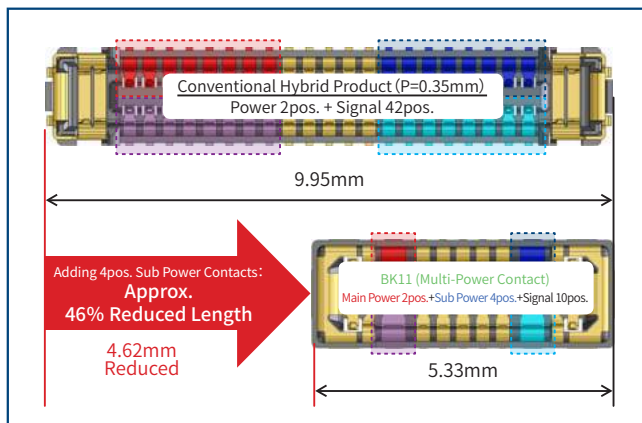 Conventional Hybrid Product (P=0.35mm)
Power 2pos. + Signal 42pos.
9.95mm
Adding 4pos. Sub Power Contacts:
Approx.
46% Reduced Length
4.62mm
Reduced
BK11 (Multi-Power Contact)
Main Power 2pos.+Sub Power 4pos.+Signal 10pos.
5.33mm